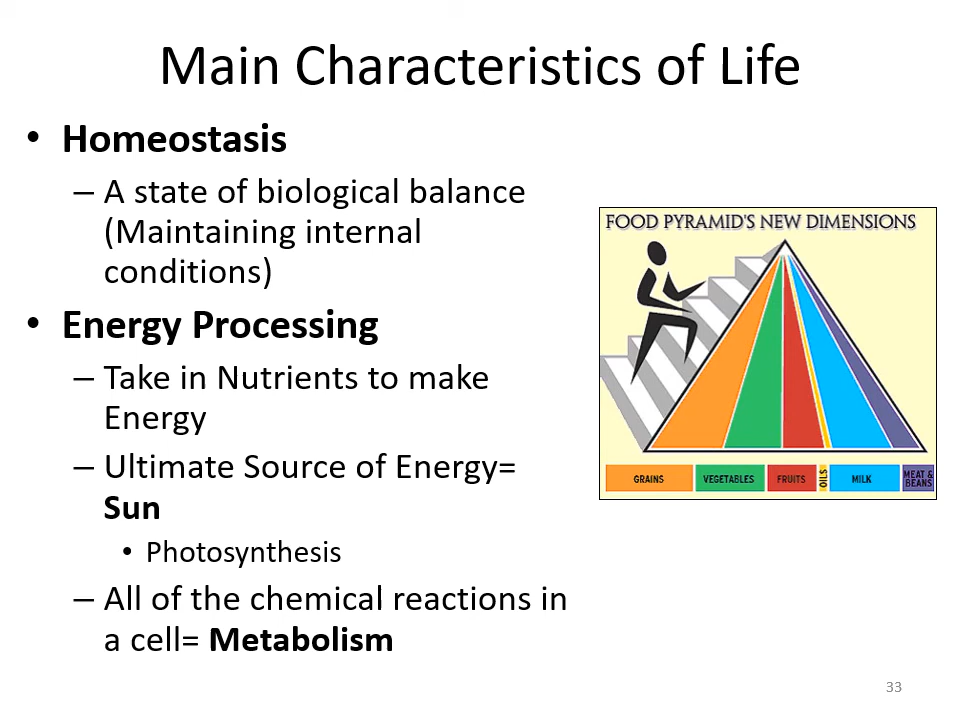 Main Characteristics of Life
• Homeostasis
– A state of biological balance
(Maintaining internal
conditions)
• Energy Processing
– Take in Nutrients to make
Energy
– Ultimate Source of Energy=
Sun
• Photosynthesis
– All of the chemical reactions in
a cell= Metabolism
FOOD PYRAMID'S NEW DIMENSIONS
GRAINS VEGETABLES FRUITS OILS MILK MEAT &
BEANS
33